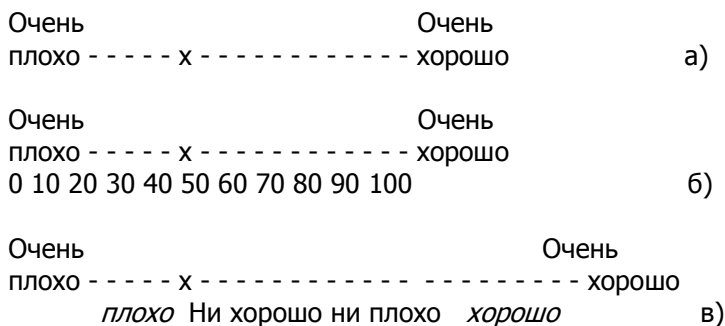 Очень Очень
плохо - - - - - х - - - - - - - - - - - - хорошо а)
Очень Очень
плохо - - - - - х - - - - - - - - - - - - хорошо
0 10 20 30 40 50 60 70 80 90 100 б)
Очень Очень
плохо - - - - - х - - - - - - - - - - - - - - - - - - - - - - хорошо
плохо Ни хорошо ни плохо хорошо в)